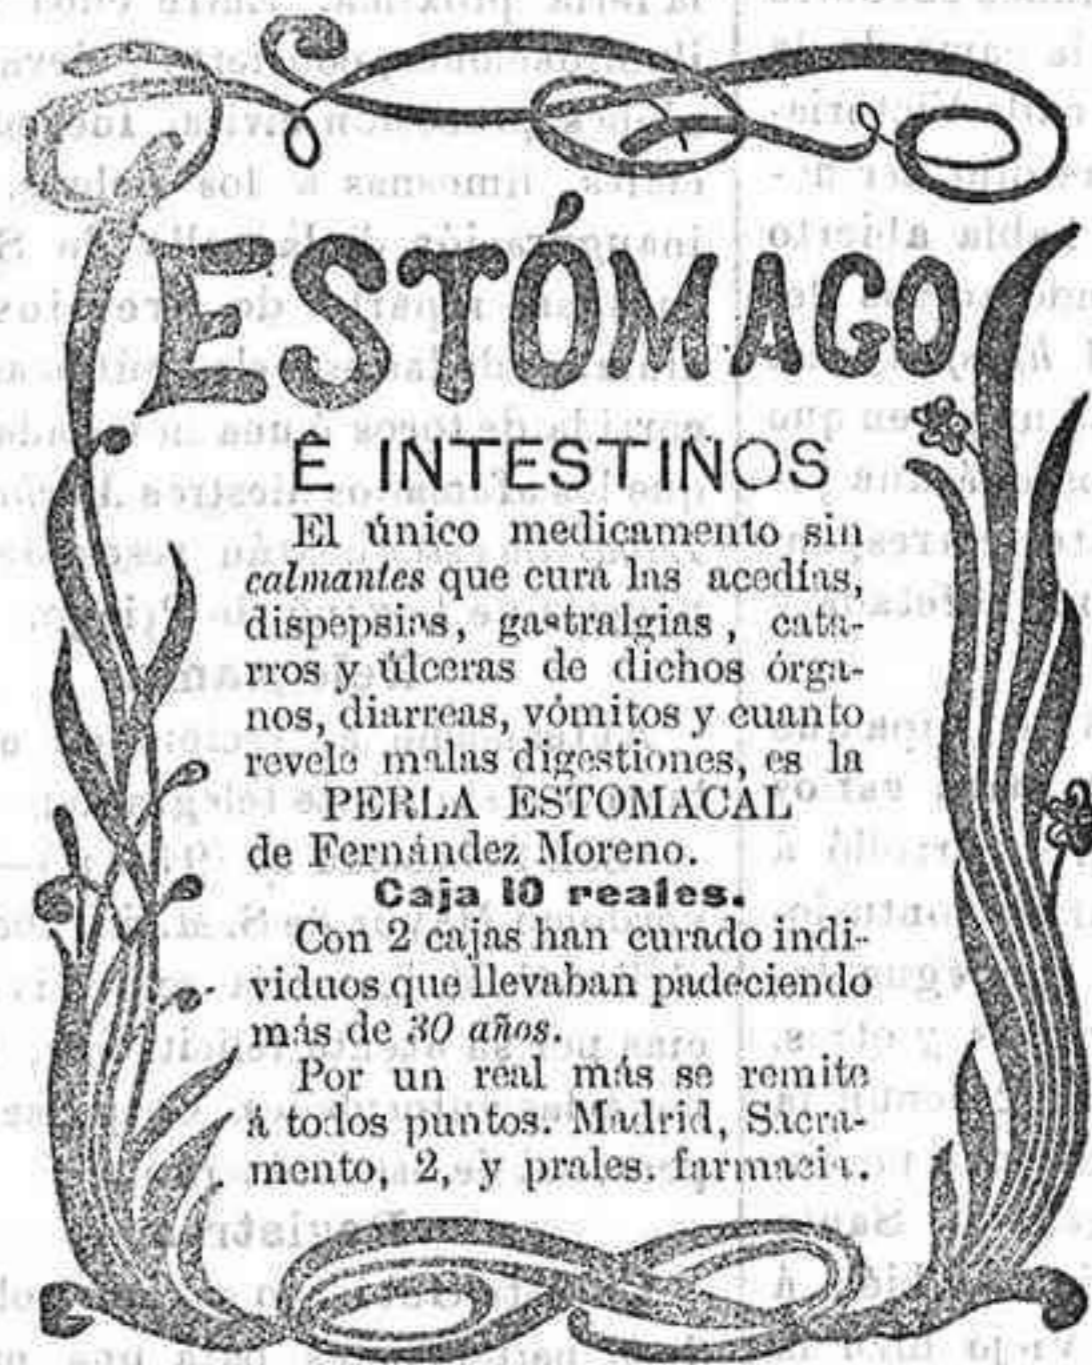 ESTÓMAGO
É INTESTINOS
El único medicamento sin
calmantes que cura las acedías,
dispepsias, gastralgias, cata-
rros y úlceras de dichos órga-
nos, diarreas, vómitos y cuanto
revele malas digestiones, es la
PERLA ESTOMACAL
de Fernández Moreno.
Caja 10 reales.
Con 2 cajas han curado indi-
viduos que llevaban padeciendo
más de 30 años.
Por un real más se remite
á todos puntos. Madrid, Sacra-
mento, 2, y prales. farmacia.